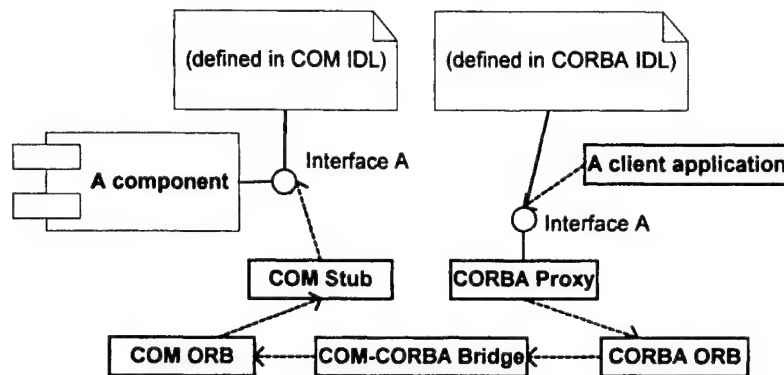 (defined in COM IDL)
(defined in CORBA IDL)
Interface A
A component
A client application
Interface A
COM Stub
CORBA Proxy
COM ORB
COM-CORBA Bridge
CORBA ORB